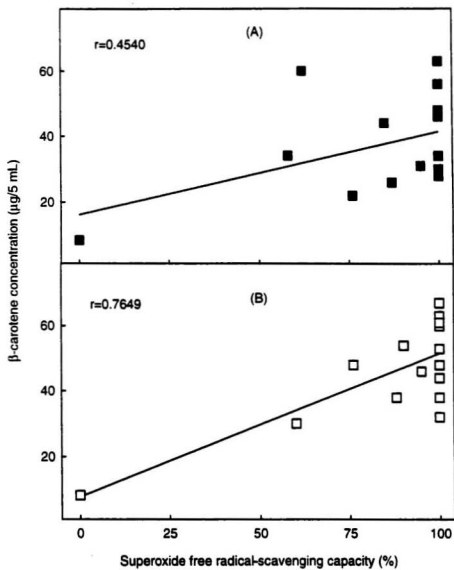 r=0.4540
(A)
60
40
20
r=0.7649
(B)
60
40
20
0
25
50
75
100
β-carotene concentration (µg/5 mL)
Superoxide free radical-scavenging capacity (%)